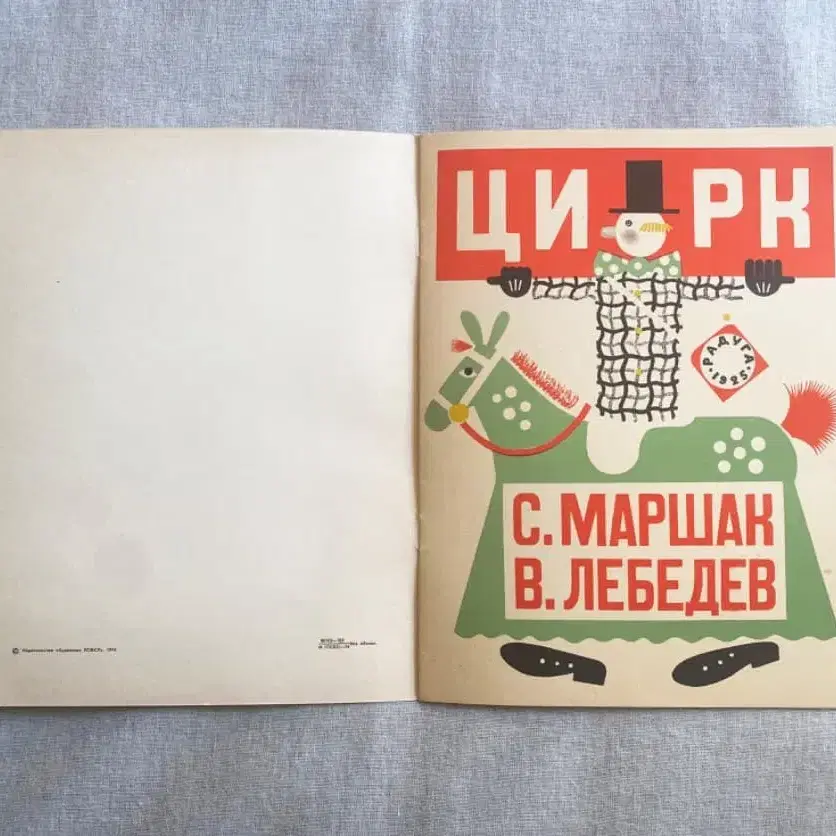 ©
ЦИРК
РАДУГА
·1925·
С. МАРШАК
В. ЛЕБЕДЕВ